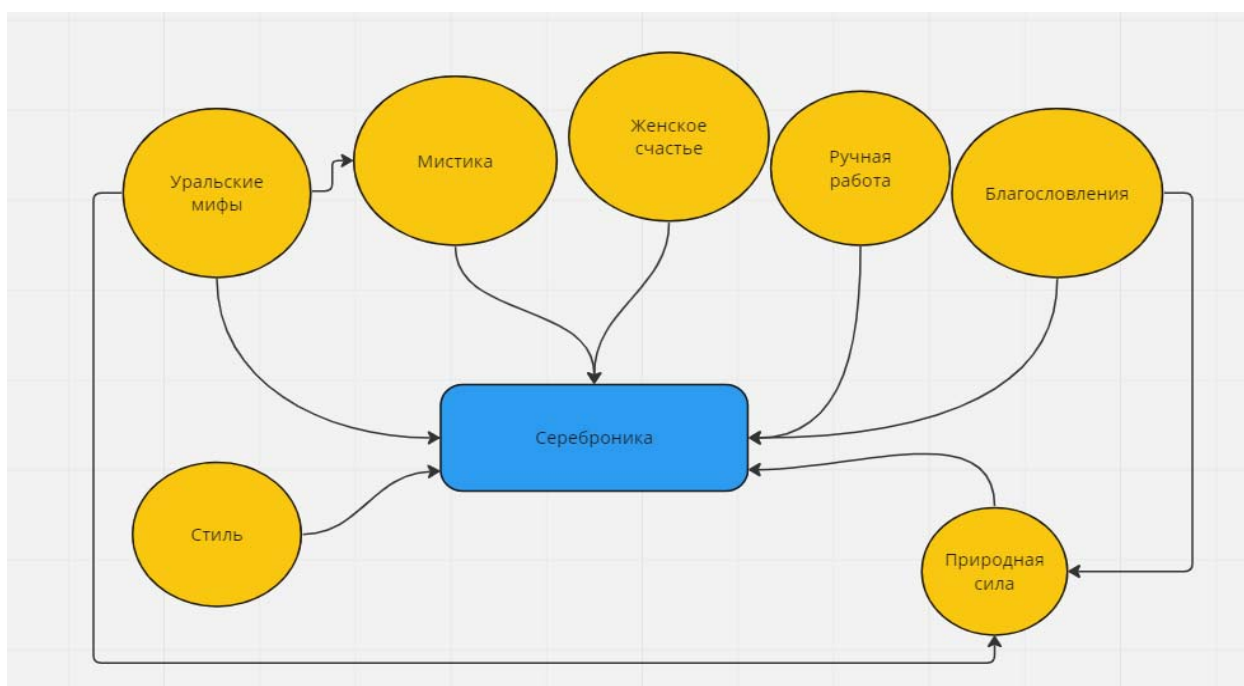 Женское
счастье
Ручная
работа
Мистика
Уральские
мифы
Благословления
Сереброника
Стиль
Природная
сила